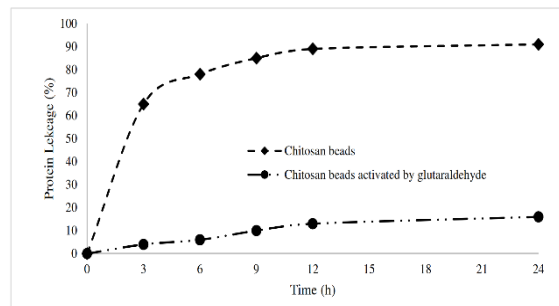 100
90
80
70
60
50
40
30
20
10
0
Protein Lekeage (%)
Chitosan beads
Chitosan beads activated by glutaraldehyde
0 3 6 9 12 15 18 21 24
Time (h)